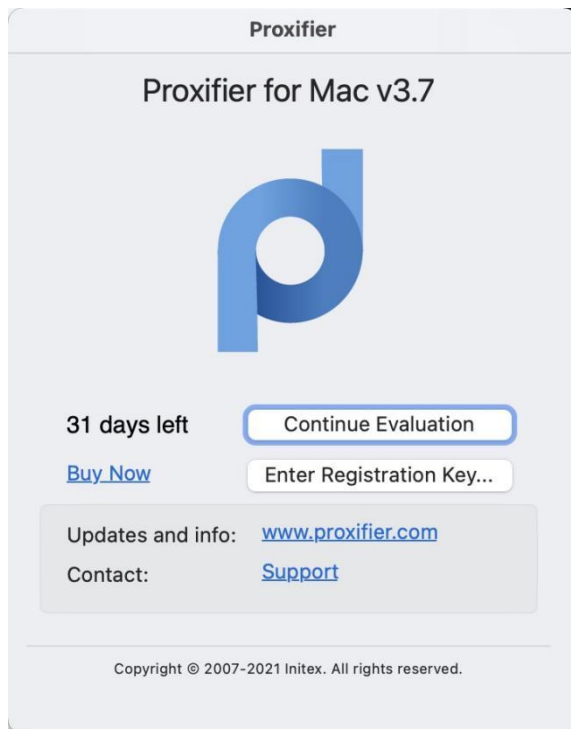 Proxifier
Proxifier for Mac v3.7
31 days left
Continue Evaluation
Buy Now
Enter Registration Key...
Updates and info: www.proxifier.com
Contact: Support
Copyright © 2007-2021 Initex. All rights reserved.